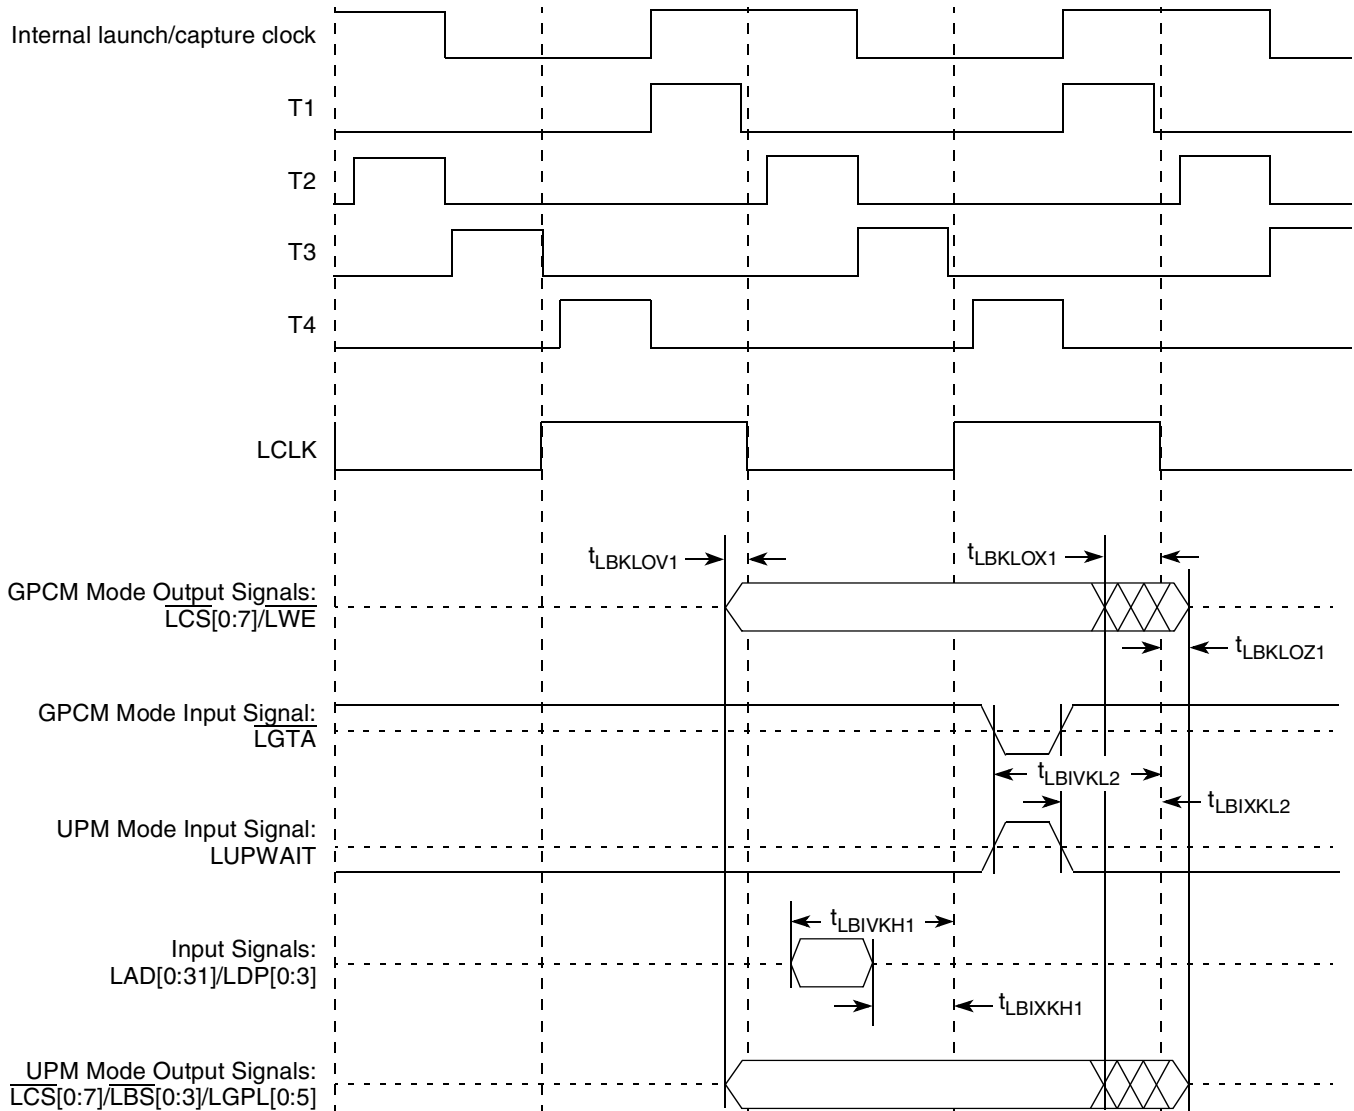 Internal launch/capture clock
T1
T2
T3
T4
LCLK
tLBKLOV1
tLBKLOX1
GPCM Mode Output Signals:
LCS[0:7]/LWE
tLBKLOZ1
GPCM Mode Input Signal:
LGTA
tLBIVKL2
tLBIXKL2
UPM Mode Input Signal:
LUPWAIT
tLBIVKH1
Input Signals:
LAD[0:31]/LDP[0:3]
tLBIXKH1
UPM Mode Output Signals:
LCS[0:7]/LBS[0:3]/LGPL[0:5]